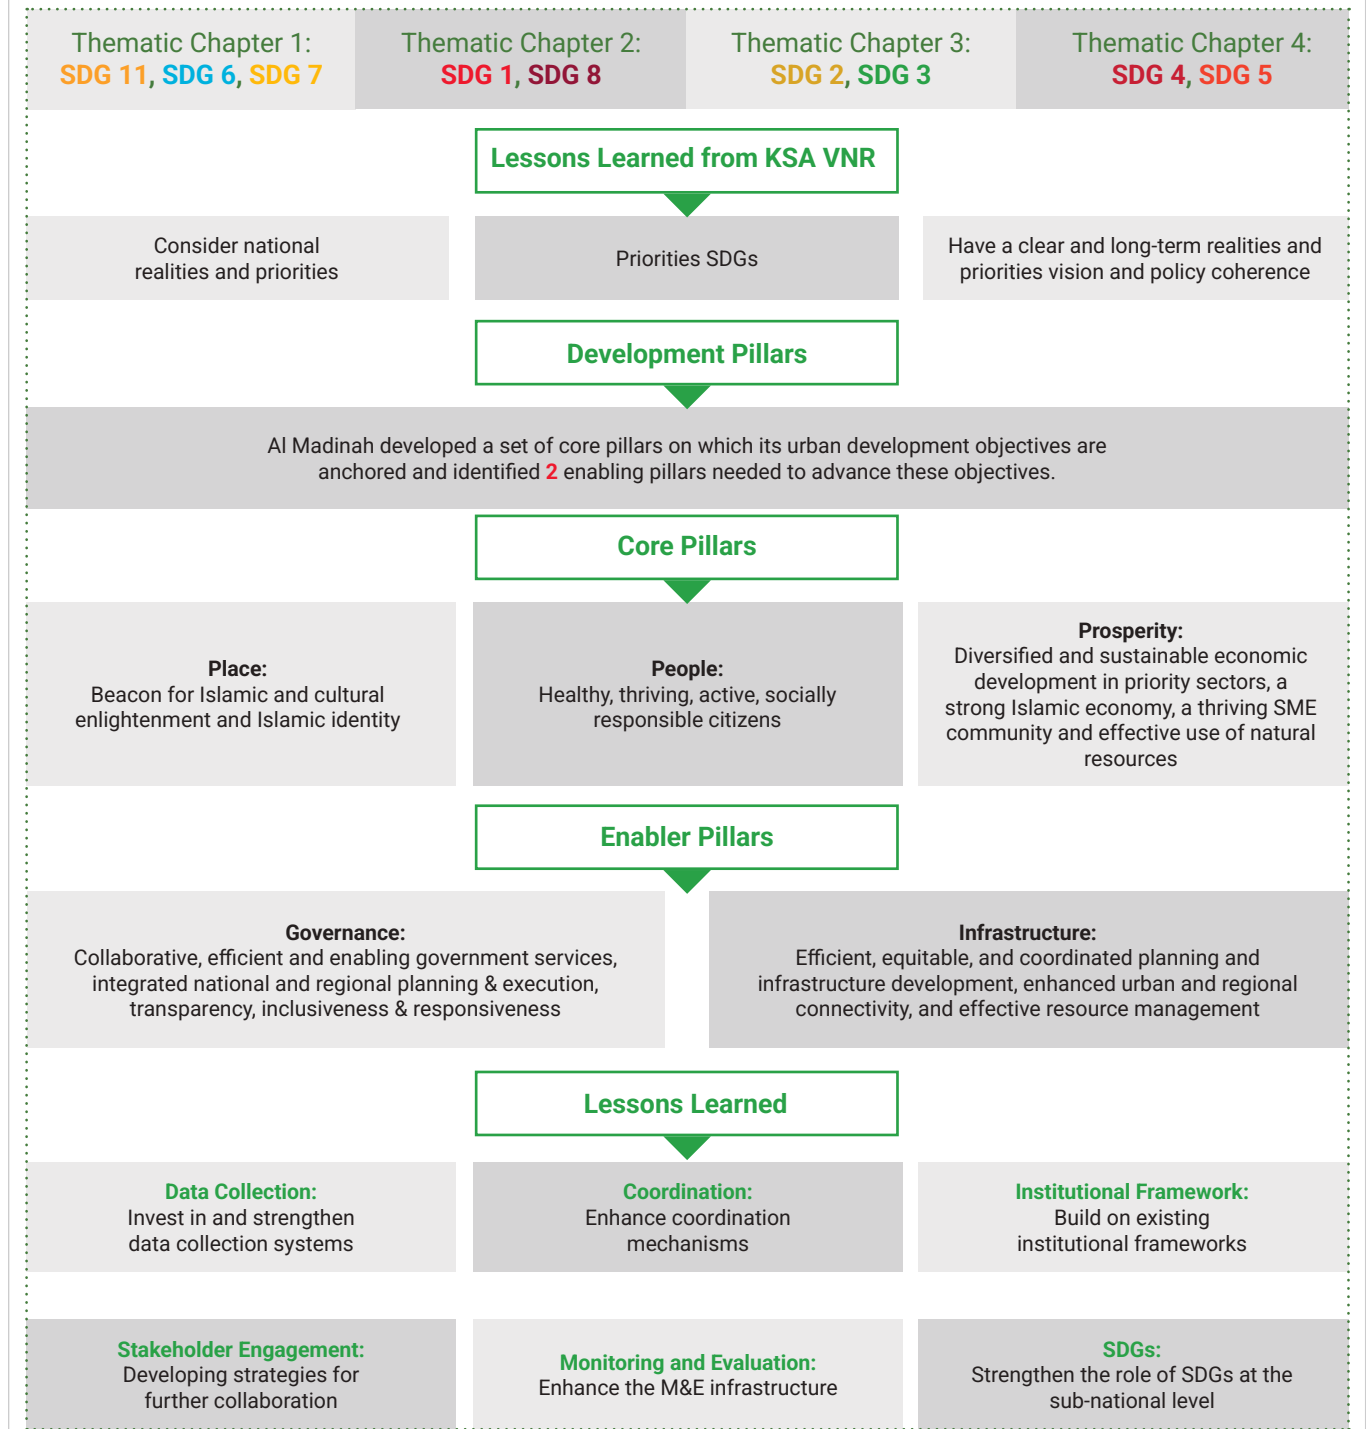 Thematic Chapter 1:
SDG 11, SDG 6, SDG 7
Thematic Chapter 2:
SDG 1, SDG 8
Thematic Chapter 3:
SDG 2, SDG 3
Thematic Chapter 4:
SDG 4, SDG 5
Lessons Learned from KSA VNR
Consider national
realities and priorities
Priorities SDGs
Have a clear and long-term realities and
priorities vision and policy coherence
Development Pillars
Al Madinah developed a set of core pillars on which its urban development objectives are
anchored and identified 2 enabling pillars needed to advance these objectives.
Core Pillars
Place:
Beacon for Islamic and cultural
enlightenment and Islamic identity
People:
Healthy, thriving, active, socially
responsible citizens
Prosperity:
Diversified and sustainable economic
development in priority sectors, a
strong Islamic economy, a thriving SME
community and effective use of natural
resources
Enabler Pillars
Governance:
Collaborative, efficient and enabling government services,
integrated national and regional planning & execution,
transparency, inclusiveness & responsiveness
Infrastructure:
Efficient, equitable, and coordinated planning and
infrastructure development, enhanced urban and regional
connectivity, and effective resource management
Lessons Learned
Data Collection:
Invest in and strengthen
data collection systems
Coordination:
Enhance coordination
mechanisms
Institutional Framework:
Build on existing
institutional frameworks
Stakeholder Engagement:
Developing strategies for
further collaboration
Monitoring and Evaluation:
Enhance the M&E infrastructure
SDGs:
Strengthen the role of SDGs at the
sub-national level